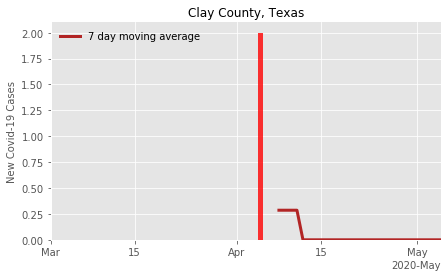 Clay County, Texas
7 day moving average
New Covid-19 Cases
2.00
1.75
1.50
1.25
1.00
0.75
0.50
0.25
0.00
Mar 15 Apr 15 May
2020-May